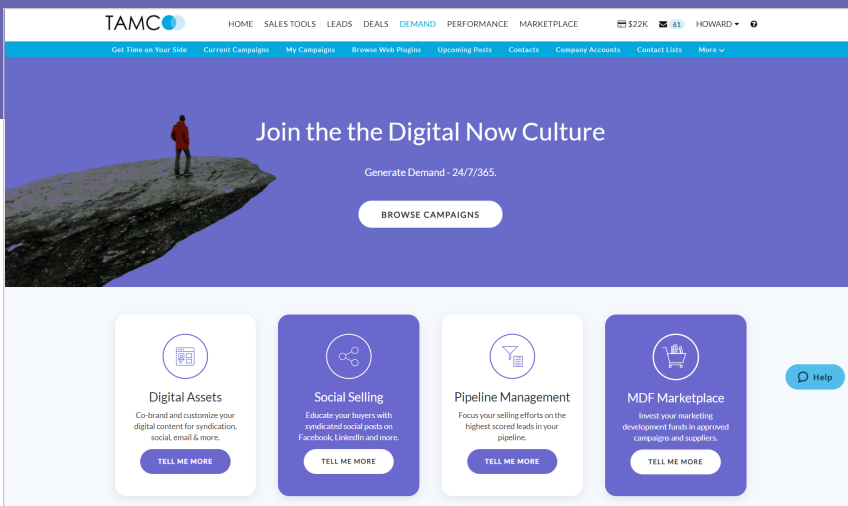 TAMCO
HOME SALES TOOLS LEADS DEALS DEMAND PERFORMANCE MARKETPLACE $22K 61 HOWARD ?
Get Time on Your Side Current Campaigns My Campaigns Browse Web Plugins Upcoming Posts Contacts Company Accounts Contact Lists More
Join the the Digital Now Culture
Generate Demand - 24/7/365.
BROWSE CAMPAIGNS
Digital Assets
Co-brand and customize your
digital content for syndication,
social, email & more.
TELL ME MORE
Social Selling
Educate your buyers with
syndicated social posts on
Facebook, LinkedIn and more.
TELL ME MORE
Pipeline Management
Focus your selling efforts on the
highest scored leads in your
pipeline.
TELL ME MORE
MDF Marketplace
Invest your marketing
development funds in approved
campaigns and suppliers.
TELL ME MORE
Help